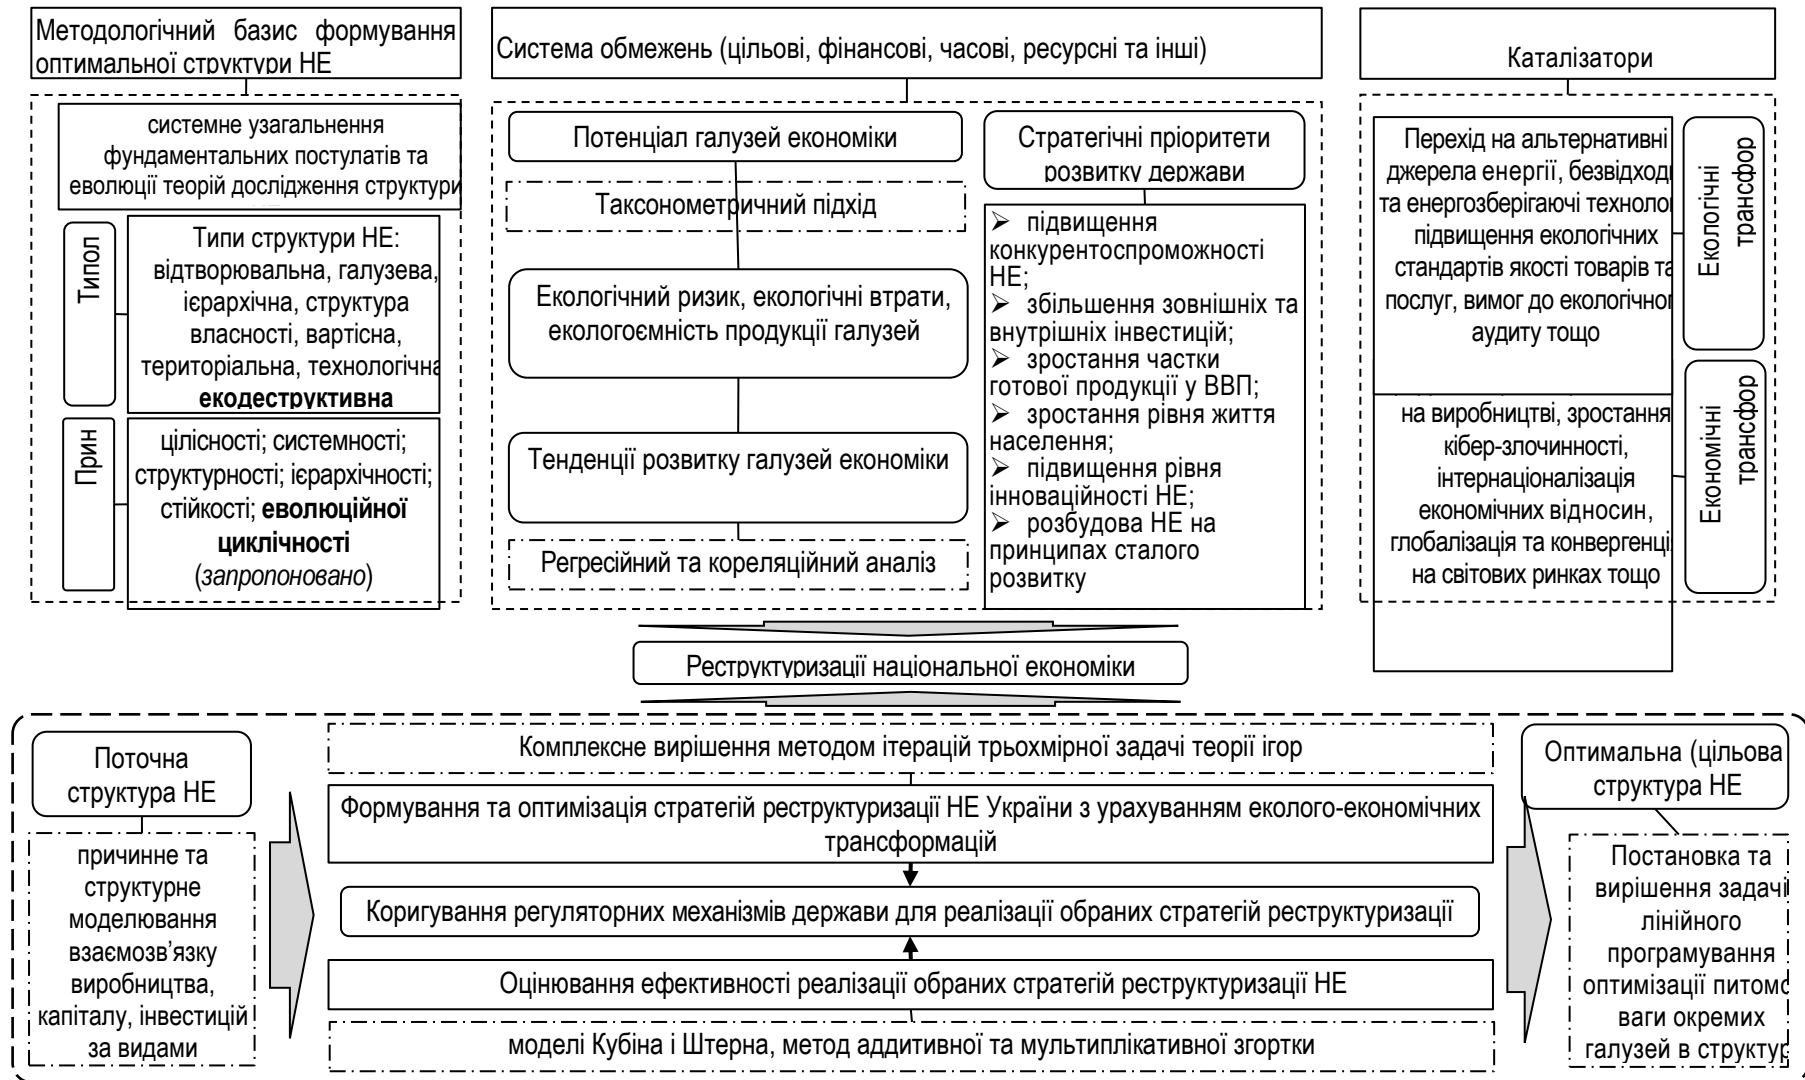 Методологічний базис формування
оптимальної структури НЕ
системне узагальнення
фундаментальних постулатів та
еволюції теорій дослідження структури
Типол
Типи структури НЕ:
відтворювальна, галузева,
ієрархічна, структура
власності, вартісна,
територіальна, технологічна
екодеструктивна
Прин
цілісності; системності;
структурності; ієрархічності;
стійкості; еволюційної
циклічності
(запропоновано)
Система обмежень (цільові, фінансові, часові, ресурсні та інші)
Потенціал галузей економіки
Таксонометричний підхід
Екологічний ризик, екологічні втрати,
екологоємність продукції галузей
Тенденції розвитку галузей економіки
Регресійний та кореляційний аналіз
Стратегічні пріоритети
розвитку держави
➢ підвищення
конкурентоспроможності
НЕ;
➢ збільшення зовнішніх та
внутрішніх інвестицій;
➢ зростання частки
готової продукції у ВВП;
➢ зростання рівня життя
населення;
➢ підвищення рівня
інноваційності НЕ;
➢ розбудова НЕ на
принципах сталого
розвитку
Каталізатори
Перехід на альтернативні
джерела енергії, безвідходн
та енергозберігаючі технолог
підвищення екологічних
стандартів якості товарів та
послуг, вимог до екологічног
аудиту тощо
Екологічні
трансфор
на виробництві, зростання
кібер-злочинності,
інтернаціоналізація
економічних відносин,
глобалізація та конвергенці
на світових ринках тощо
Економічні
трансфор
Реструктуризації національної економіки
Поточна
структура НЕ
причинне та
структурне
моделювання
взаємозв’язку
виробництва,
капіталу, інвестицій
за видами
Комплексне вирішення методом ітерацій трьохмірної задачі теорії ігор
Формування та оптимізація стратегій реструктуризації НЕ України з урахуванням еколого-економічних
трансформацій
Коригування регуляторних механізмів держави для реалізації обраних стратегій реструктуризації
Оцінювання ефективності реалізації обраних стратегій реструктуризації НЕ
моделі Кубіна і Штерна, метод аддитивної та мультиплікативної згортки
Оптимальна (цільова
структура НЕ
Постановка та
вирішення задачі
лінійного
програмування
оптимізації питомо
ваги окремих
галузей в структур